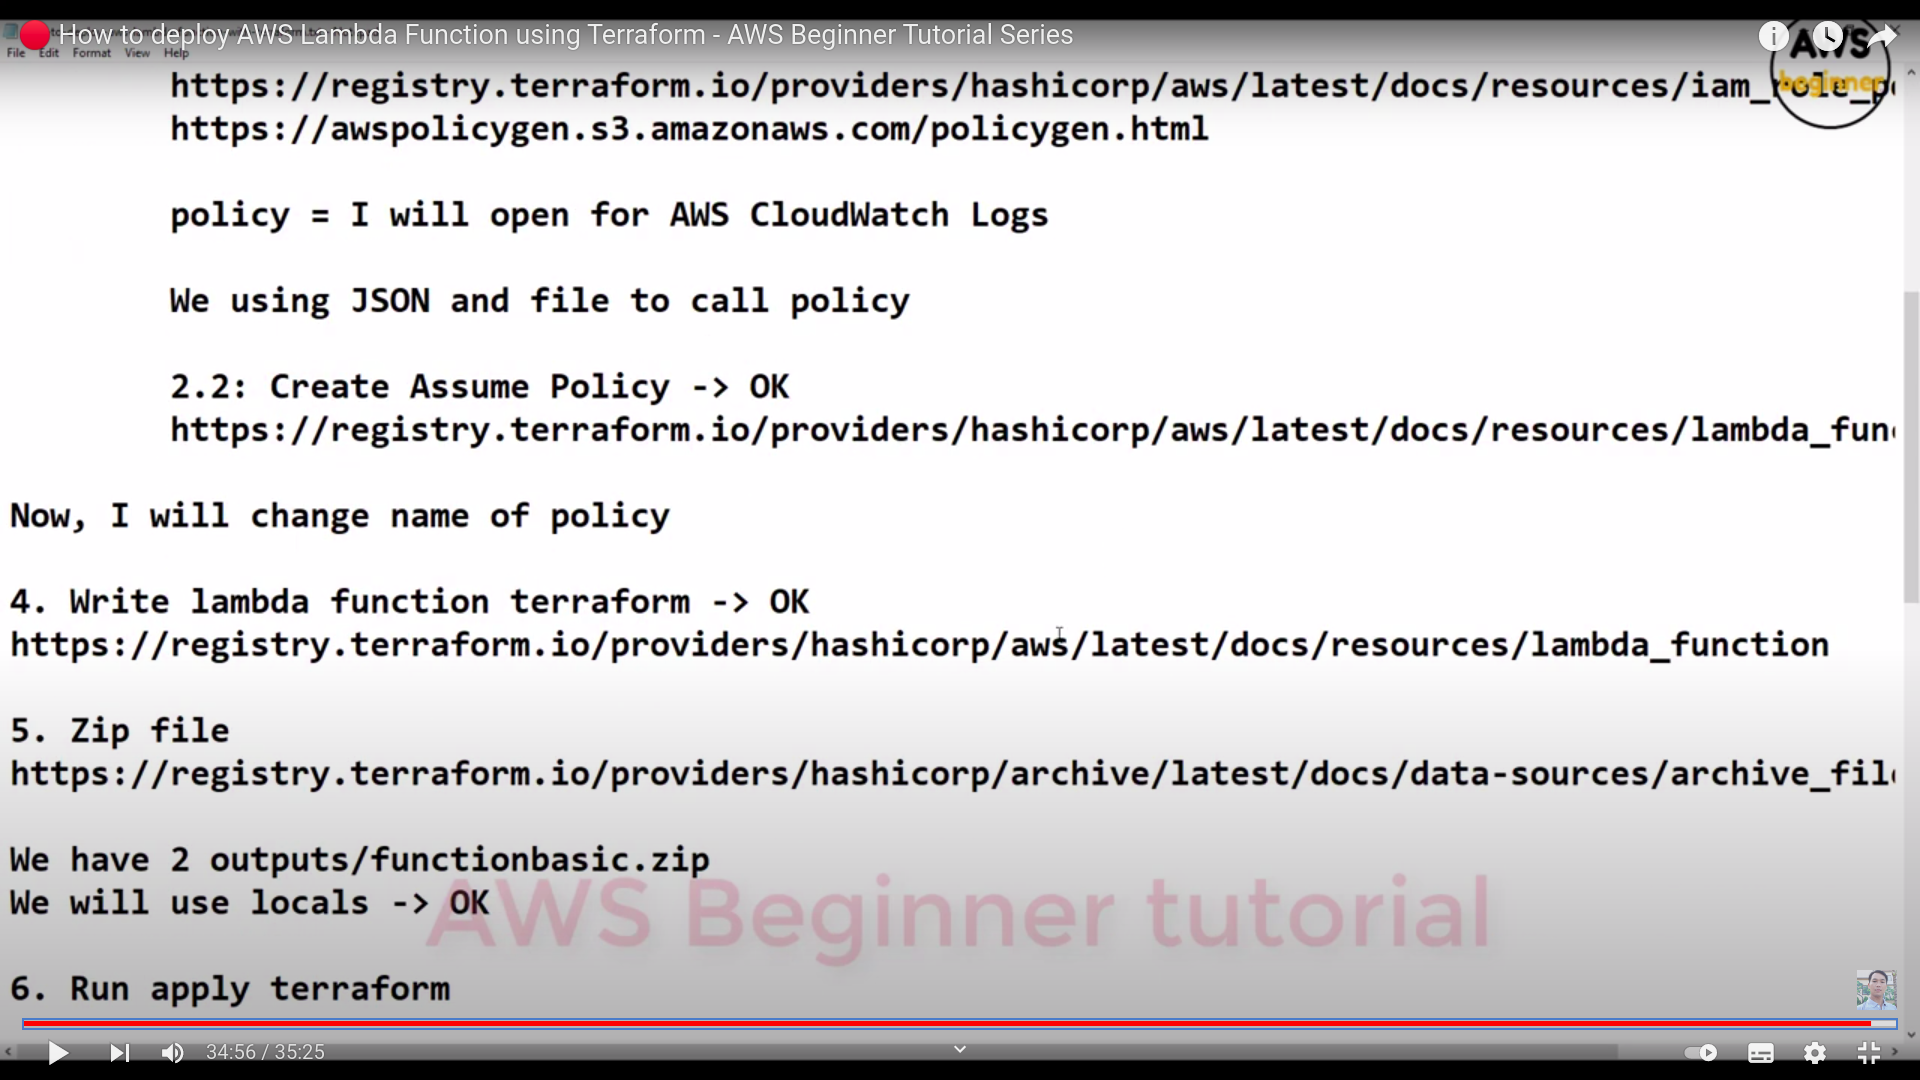 How to deploy AWS Lambda Function using Terraform - AWS Beginner Tutorial Series
File Edit Format View Help
AWS
beginner
https://registry.terraform.io/providers/hashicorp/aws/latest/docs/resources/iam_role_p
https://awspolicygen.s3.amazonaws.com/policygen.html
policy = I will open for AWS CloudWatch Logs
We using JSON and file to call policy
2.2: Create Assume Policy -> OK
https://registry.terraform.io/providers/hashicorp/aws/latest/docs/resources/lambda_fun
Now, I will change name of policy
4. Write lambda function terraform -> OK
https://registry.terraform.io/providers/hashicorp/aws/latest/docs/resources/lambda_function
5. Zip file
https://registry.terraform.io/providers/hashicorp/archive/latest/docs/data-sources/archive_fil
We have 2 outputs/functionbasic.zip
We will use locals -> OK
AWS Beginner tutorial
6. Run apply terraform
34:56 / 35:25